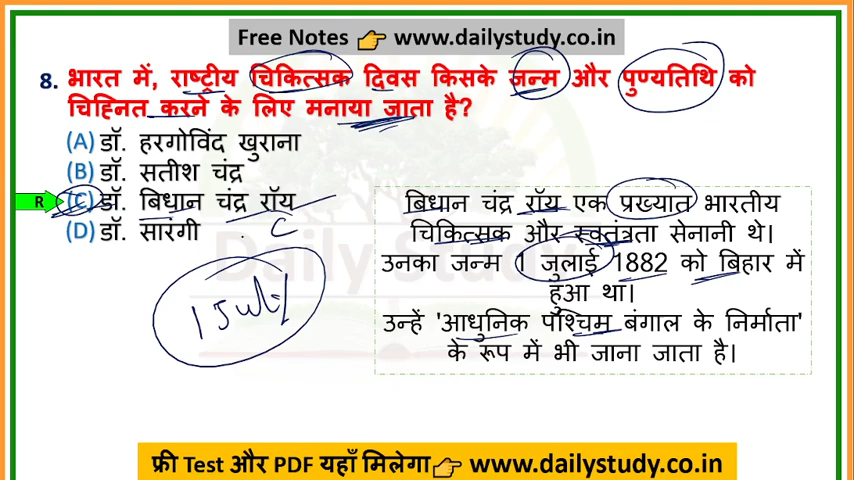 Free Notes 👉 www.dailystudy.co.in
8. भारत में, राष्ट्रीय चिकित्सक दिवस किसके जन्म और पुण्यतिथि को
चिह्नित करने के लिए मनाया जाता है?
(A) डॉ. हरगोविंद खुराना
(B) डॉ. सतीश चंद्र
R (C) डॉ. बिधान चंद्र रॉय
(D) डॉ. सारंगी
C
1 July
बिधान चंद्र रॉय एक प्रख्यात भारतीय
चिकित्सक और स्वतंत्रता सेनानी थे।
उनका जन्म 1 जुलाई 1882 को बिहार में
हुआ था।
उन्हें 'आधुनिक पश्चिम बंगाल के निर्माता'
के रूप में भी जाना जाता है।
Daily Study
फ्री Test और PDF यहाँ मिलेगा👉 www.dailystudy.co.in